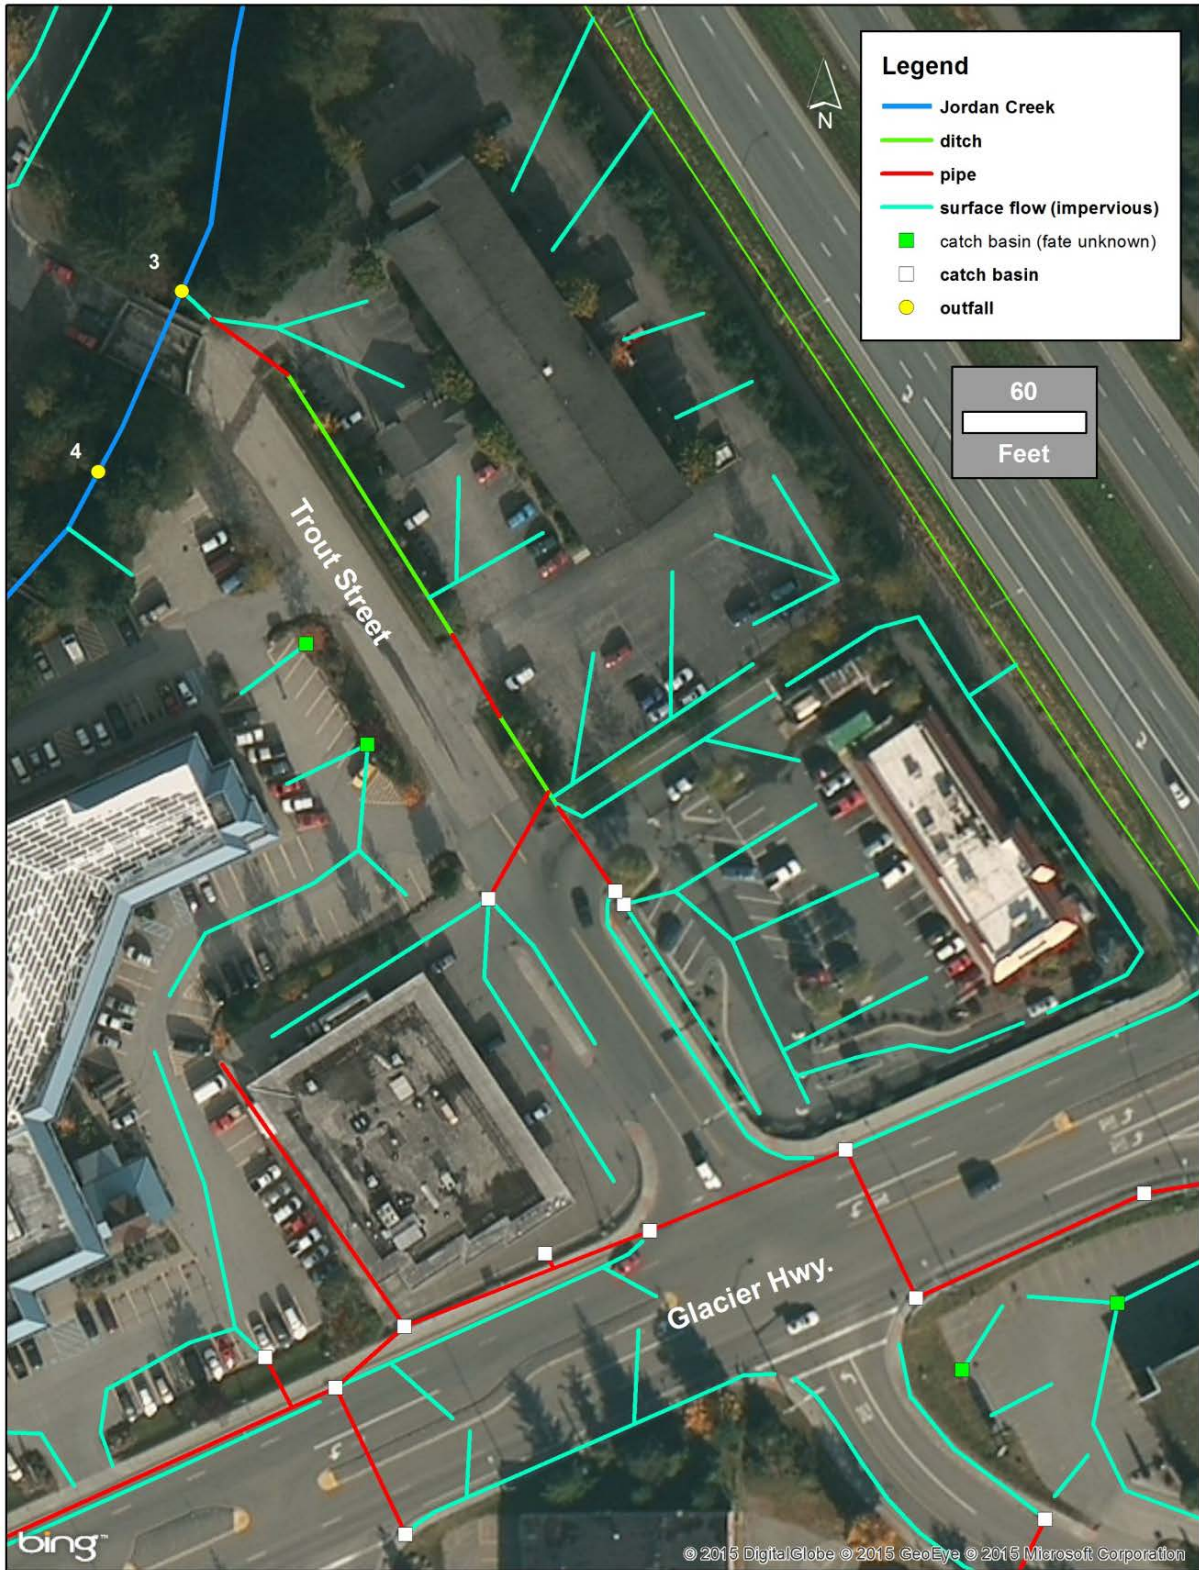 Legend
Jordan Creek
ditch
pipe
surface flow (impervious)
catch basin (fate unknown)
catch basin
outfall
N
60
Feet
3
4
Trout Street
Glacier Hwy.
bing™
© 2015 DigitalGlobe © 2015 GeoEye © 2015 Microsoft Corporation